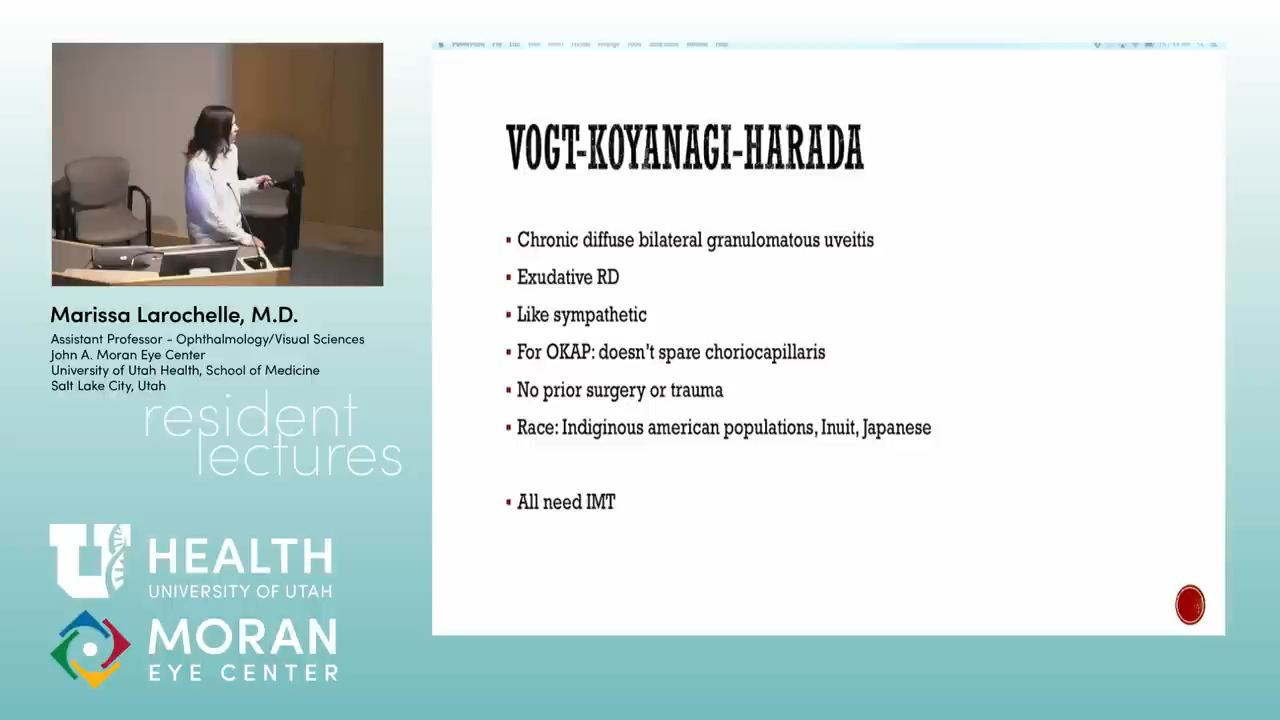 VOGT-KOYANAGI-HARADA
▪ Chronic diffuse bilateral granulomatous uveitis
▪ Exudative RD
▪ Like sympathetic
▪ For OKAP: doesn't spare choriocapillaris
▪ No prior surgery or trauma
▪ Race: Indiginous american populations, Inuit, Japanese
▪ All need IMT
Marissa Larochelle, M.D.
Assistant Professor - Ophthalmology/Visual Sciences
John A. Moran Eye Center
University of Utah Health, School of Medicine
Salt Lake City, Utah
resident
lectures
U HEALTH
UNIVERSITY OF UTAH
MORAN
EYE CENTER